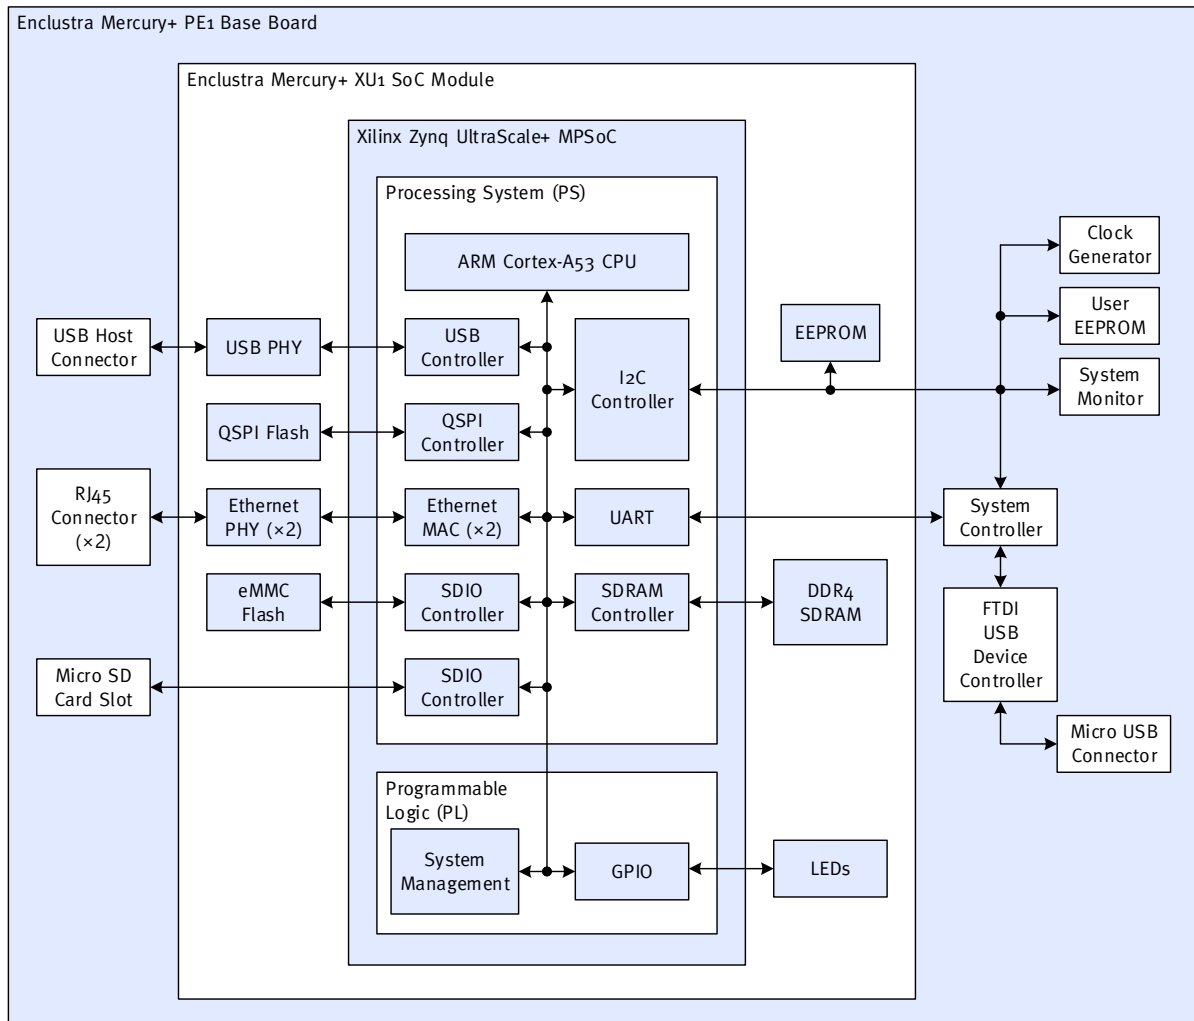 Enclustra Mercury+ PE1 Base Board
Enclustra Mercury+ XU1 SoC Module
Xilinx Zynq UltraScale+ MPSoC
Processing System (PS)
ARM Cortex-A53 CPU
USB Host
Connector
USB PHY
USB
Controller
I2C
Controller
EEPROM
Clock
Generator
User
EEPROM
System
Monitor
QSPI Flash
QSPI
Controller
RJ45
Connector
(×2)
Ethernet
PHY (×2)
Ethernet
MAC (×2)
UART
System
Controller
eMMC
Flash
SDIO
Controller
SDRAM
Controller
DDR4
SDRAM
FTDI
USB
Device
Controller
Micro SD
Card Slot
SDIO
Controller
Micro USB
Connector
Programmable
Logic (PL)
System
Management
GPIO
LEDs